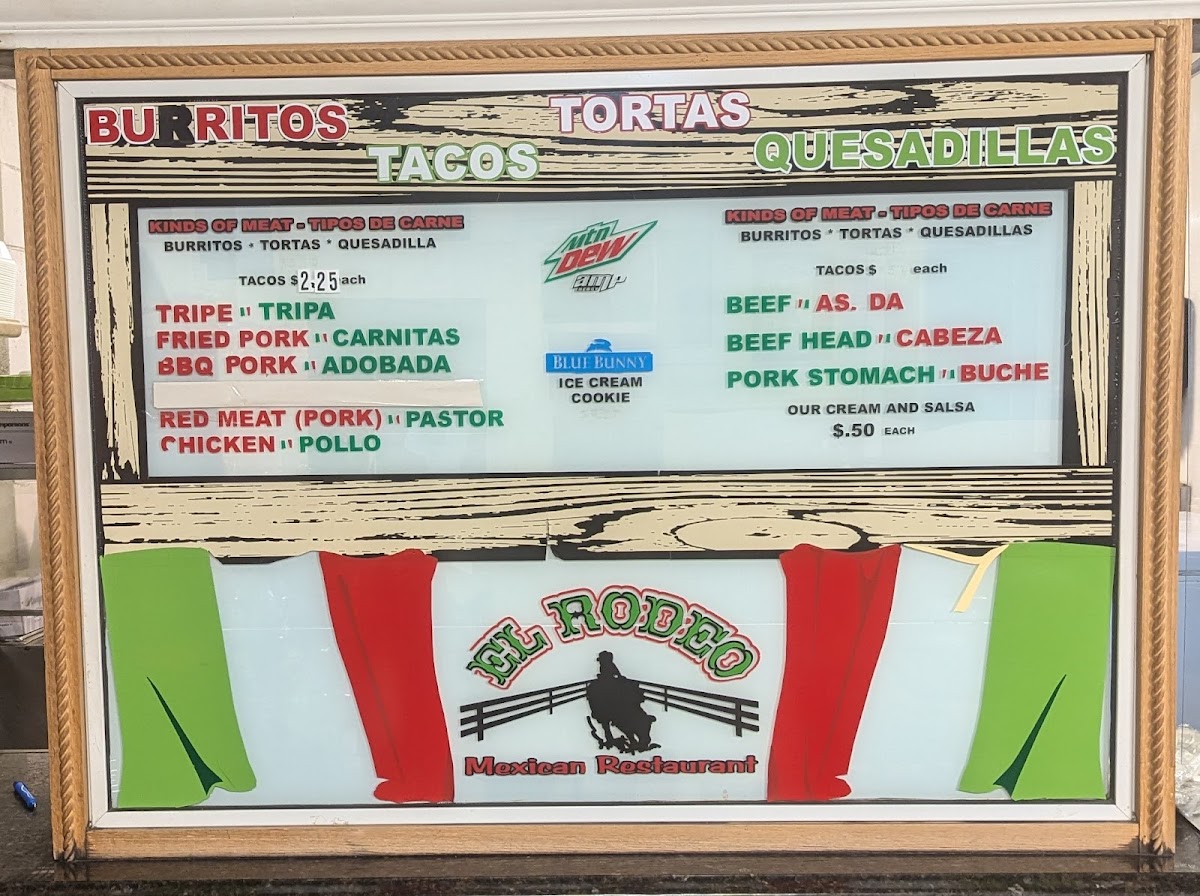 BURRITOS
TORTAS
TACOS
QUESADILLAS
KINDS OF MEAT - TIPOS DE CARNE
BURRITOS * TORTAS * QUESADILLA
TACOS $2.25 ach
TRIPE " TRIPA
FRIED PORK " CARNITAS
BBQ PORK " ADOBADA
RED MEAT (PORK) " PASTOR
CHICKEN " POLLO
mtn
DEW
amp
ENERGY
BLUE BUNNY
ICE CREAM
COOKIE
KINDS OF MEAT - TIPOS DE CARNE
BURRITOS * TORTAS * QUESADILLAS
TACOS $ each
BEEF " AS. DA
BEEF HEAD " CABEZA
PORK STOMACH " BUCHE
OUR CREAM AND SALSA
$.50 EACH
EL RODEO
Mexican Restaurant